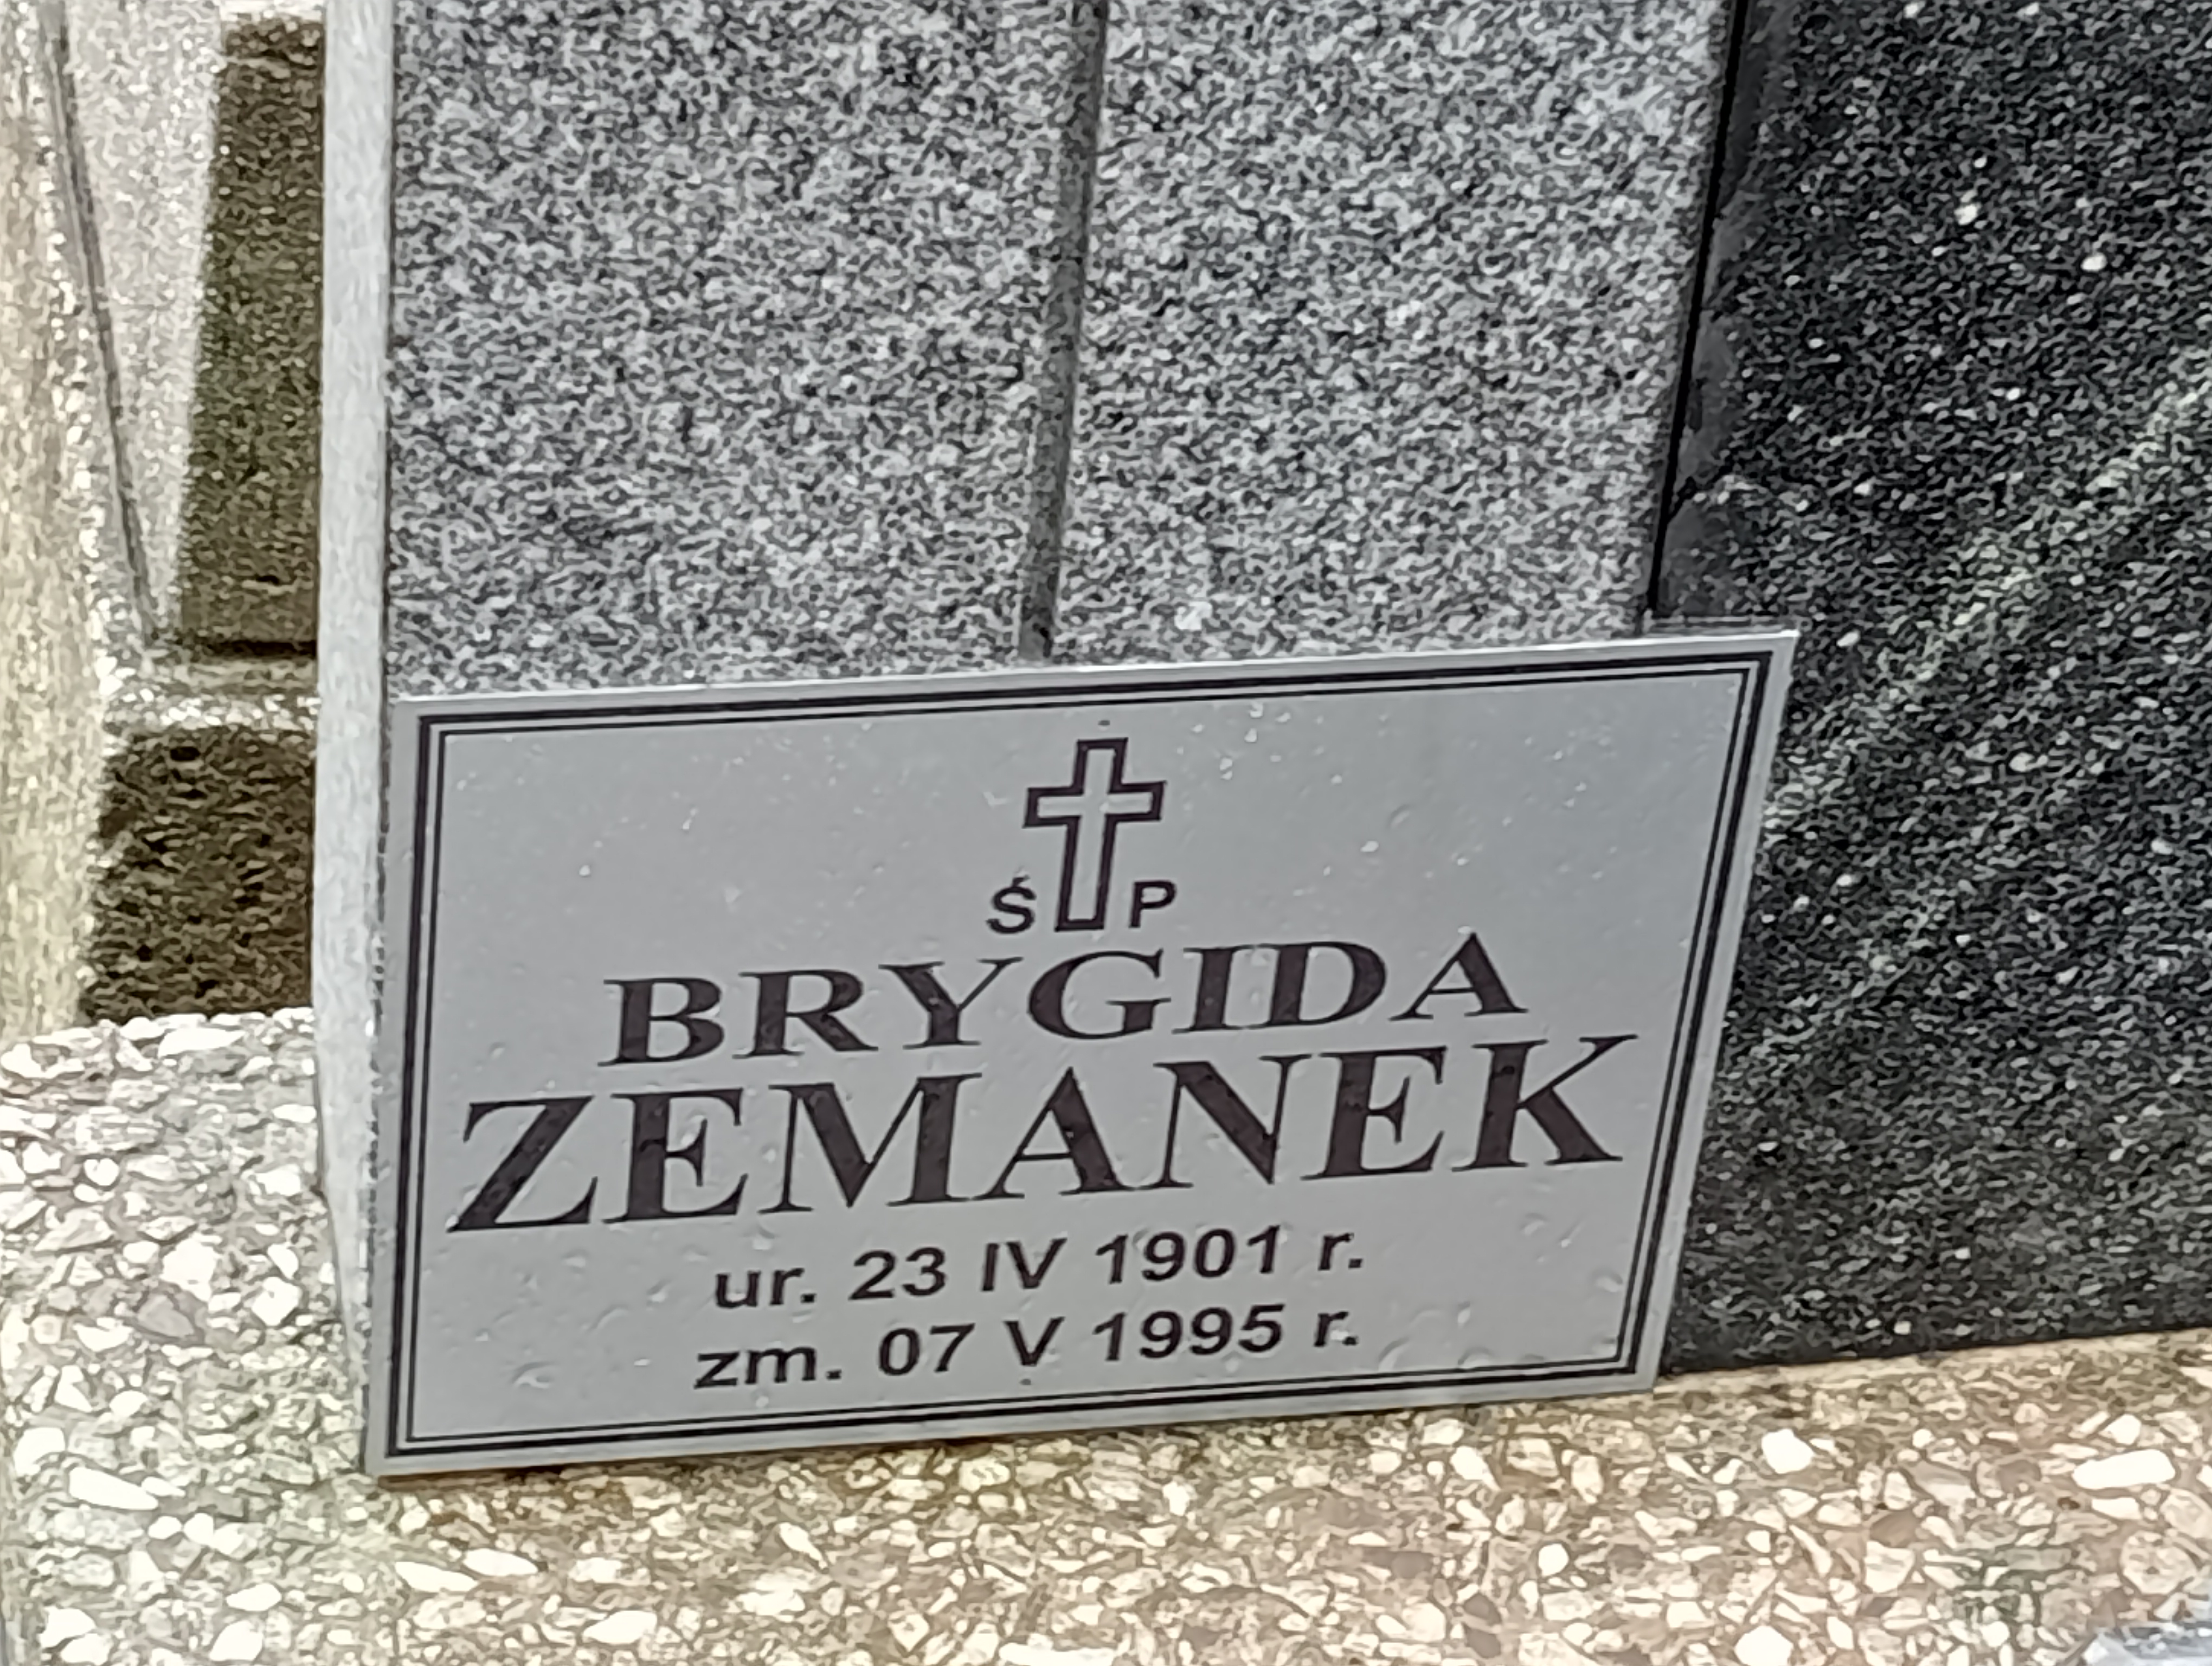 Ś P
BRYGIDA
ZEMANEK
ur. 23 IV 1901 r.
zm. 07 V 1995 r.